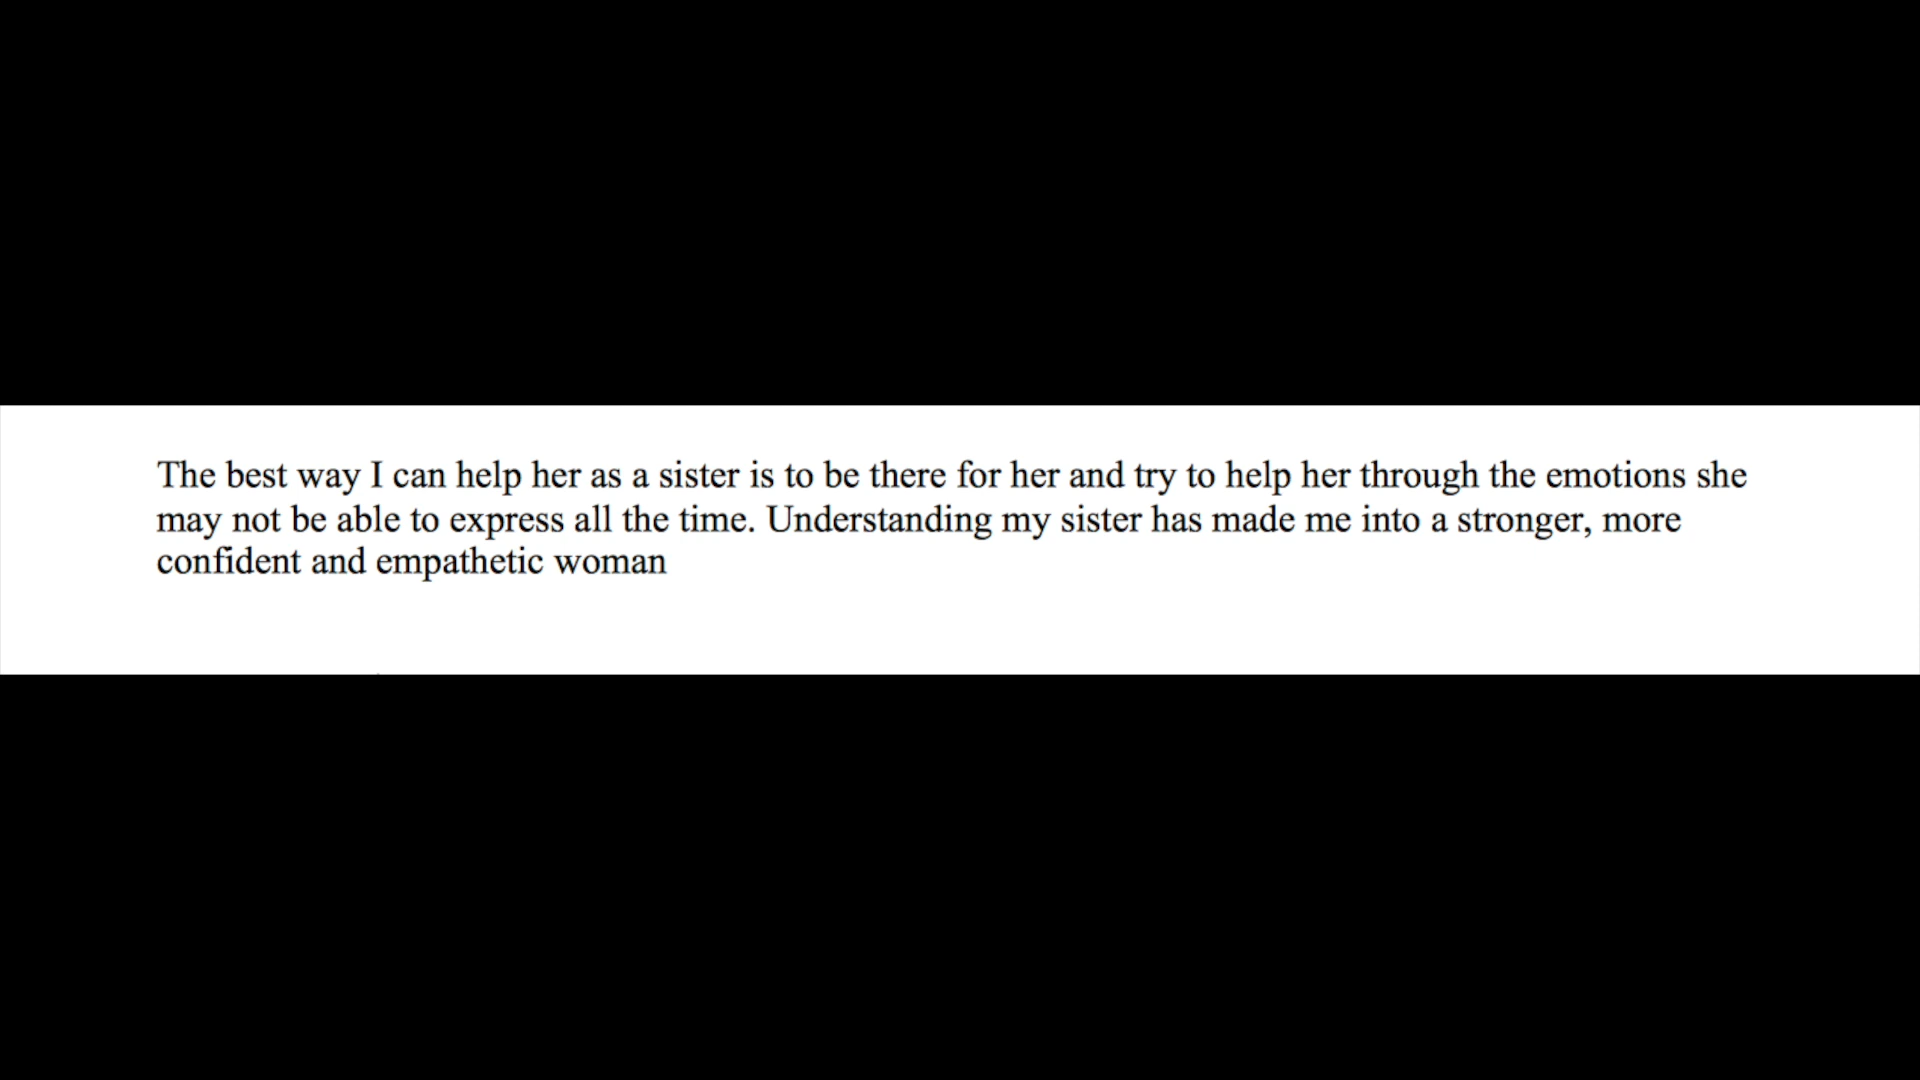 The best way I can help her as a sister is to be there for her and try to help her through the emotions she
may not be able to express all the time. Understanding my sister has made me into a stronger, more
confident and empathetic woman